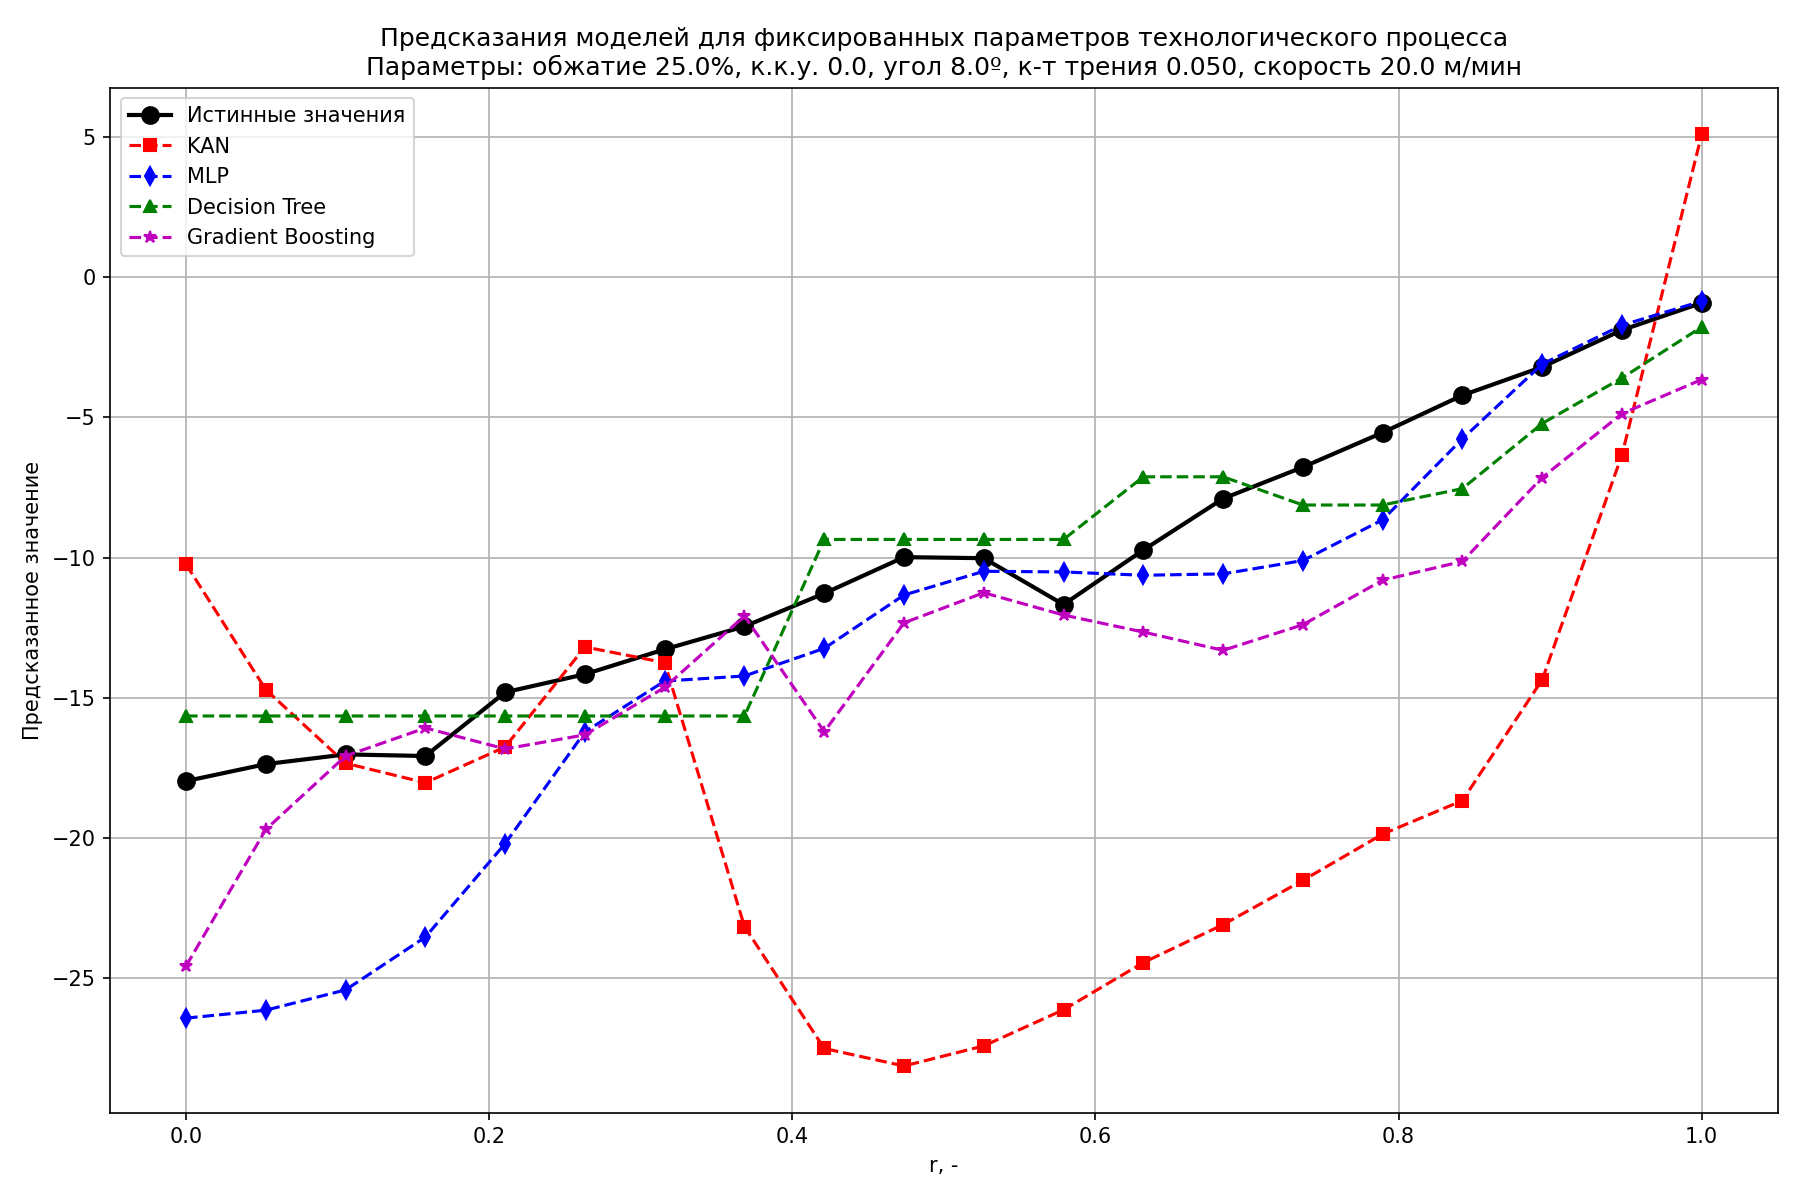 Предсказания моделей для фиксированных параметров технологического процесса
Параметры: обжатие 25.0%, к.к.у. 0.0, угол 8.0º, к-т трения 0.050, скорость 20.0 м/мин
Истинные значения
KAN
MLP
Decision Tree
Gradient Boosting
Предсказанное значение
5
0
−5
−10
−15
−20
−25
0.0
0.2
0.4
0.6
0.8
1.0
r, -